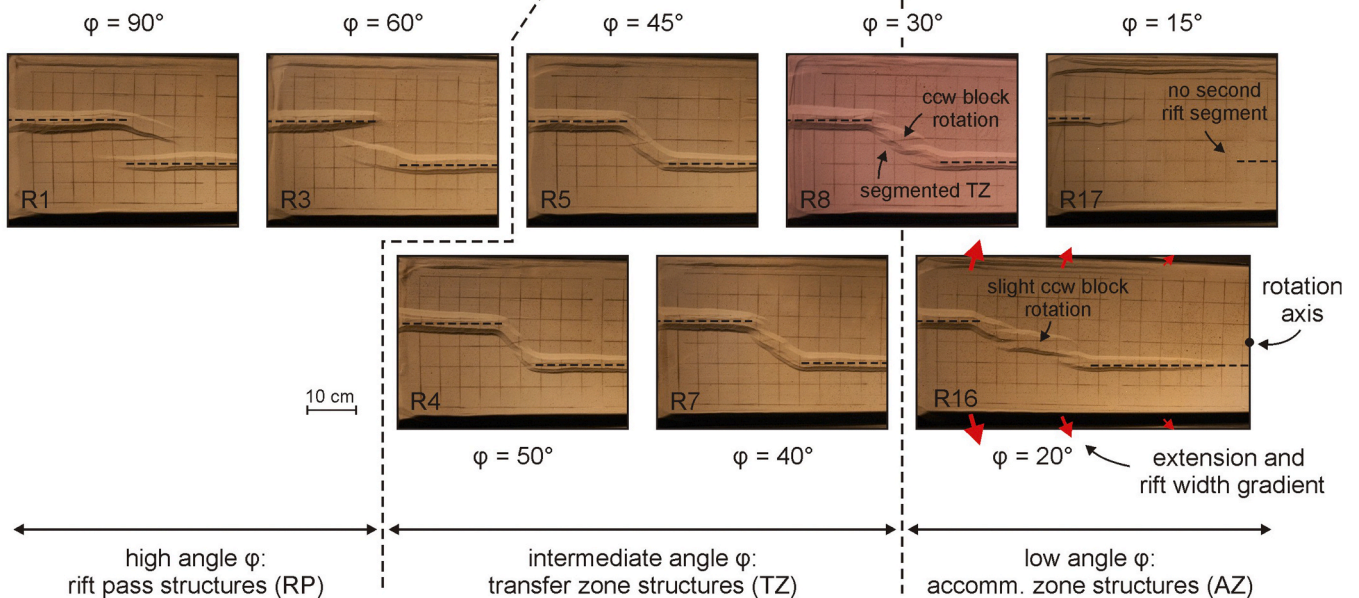 φ = 90°
φ = 60°
φ = 45°
φ = 30°
φ = 15°
R1
R3
R5
ccw block
rotation
segmented TZ
R8
no second
rift segment
R17
10 cm
R4
R7
slight ccw block
rotation
R16
rotation
axis
φ = 50°
φ = 40°
φ = 20°
extension and
rift width gradient
high angle φ:
rift pass structures (RP)
intermediate angle φ:
transfer zone structures (TZ)
low angle φ:
accomm. zone structures (AZ)